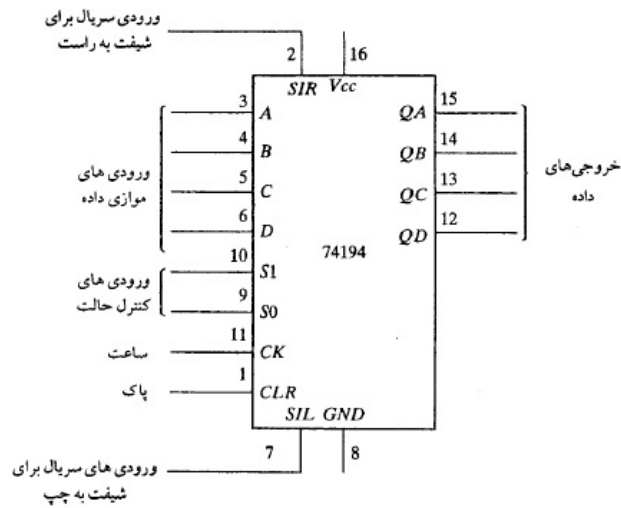 ورودی سریال برای
شیفت به راست
2
16
SIR
Vcc
3
A
QA
15
4
B
QB
14
5
C
QC
13
6
D
QD
12
ورودی های
موازی داده
خروجی‌های
داده
74194
10
S1
9
S0
ورودی های
کنترل حالت
11
CK
ساعت
1
CLR
پاک
SIL
GND
7
8
ورودی های سریال برای
شیفت به چپ